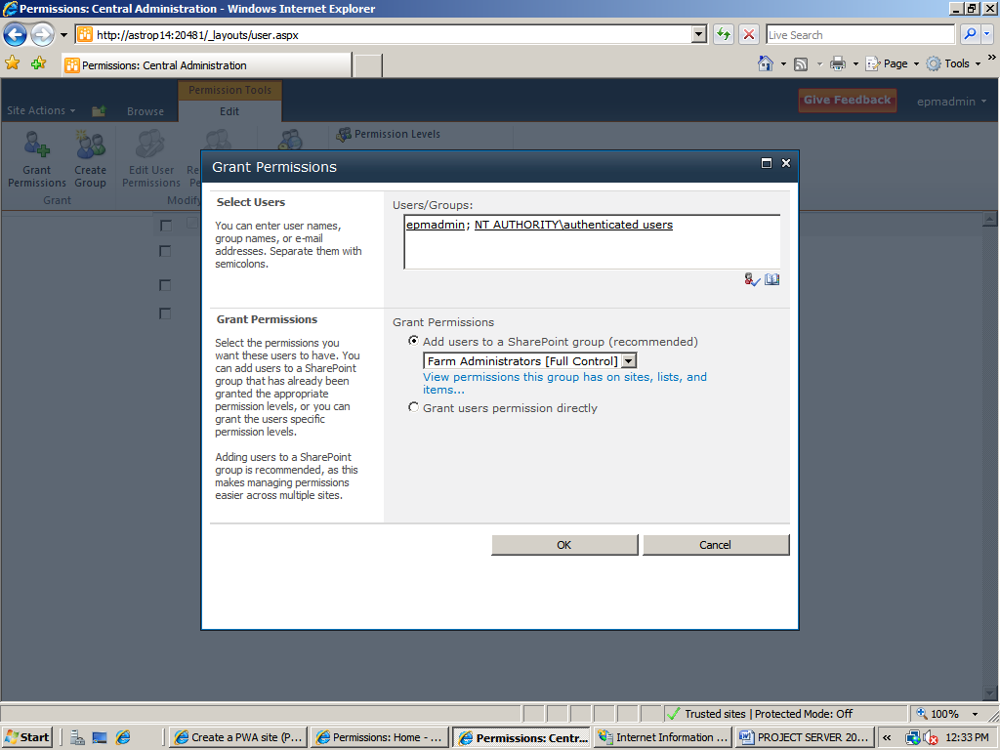 Permissions: Central Administration - Windows Internet Explorer
http://astrop14:20481/_layouts/user.aspx
Live Search
Permissions: Central Administration
Page
Tools
»
Permission Tools
Site Actions
Browse
Edit
Give Feedback
epmadmin
Permission Levels
Grant Permissions
Create Group
Edit User Permissions
Grant
Modify
Grant Permissions
Select Users
You can enter user names,
group names, or e-mail
addresses. Separate them with
semicolons.
Users/Groups:
epmadmin; NT AUTHORITY\authenticated users
Grant Permissions
Select the permissions you
want these users to have. You
can add users to a SharePoint
group that has already been
granted the appropriate
permission levels, or you can
grant the users specific
permission levels.
Adding users to a SharePoint
group is recommended, as this
makes managing permissions
easier across multiple sites.
Grant Permissions
Add users to a SharePoint group (recommended)
Farm Administrators [Full Control]
View permissions this group has on sites, lists, and
items...
Grant users permission directly
OK
Cancel
Trusted sites | Protected Mode: Off
100%
Start
Create a PWA site (P...
Permissions: Home - ...
Permissions: Centr...
Internet Information ...
PROJECT SERVER 20...
«
12:33 PM